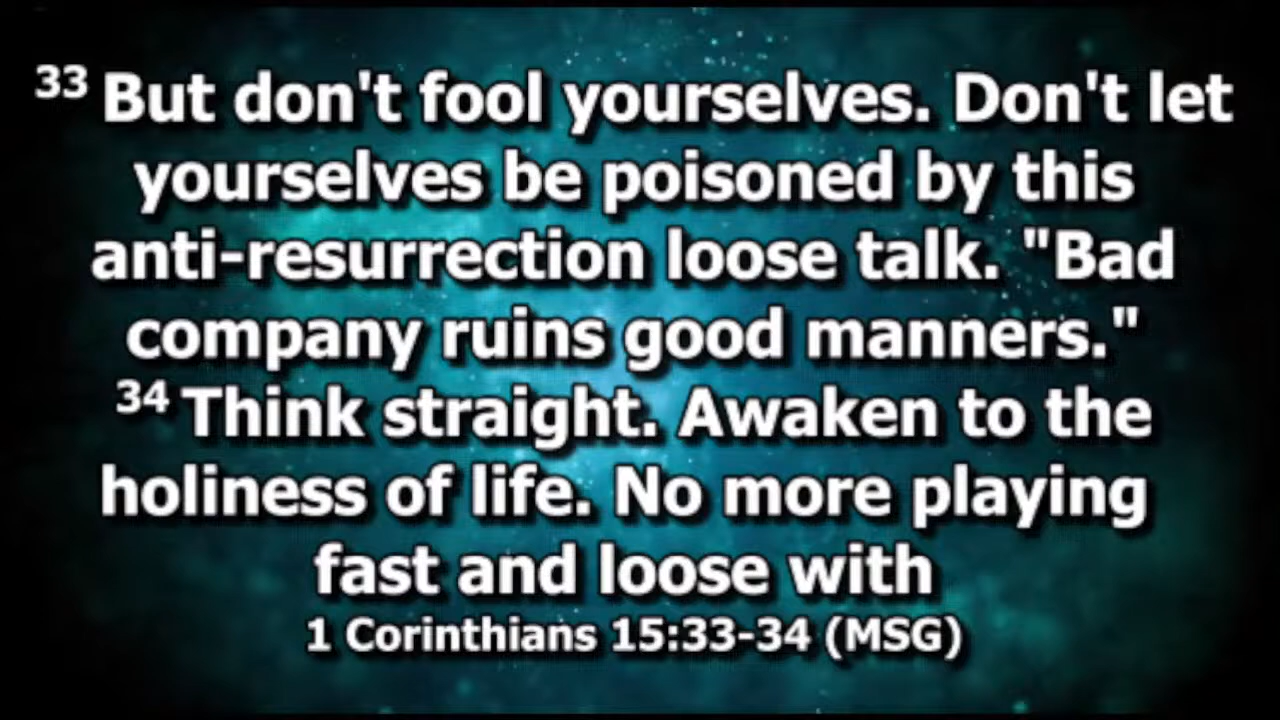 33 But don't fool yourselves. Don't let
yourselves be poisoned by this
anti-resurrection loose talk. "Bad
company ruins good manners."
34 Think straight. Awaken to the
holiness of life. No more playing
fast and loose with
1 Corinthians 15:33-34 (MSG)